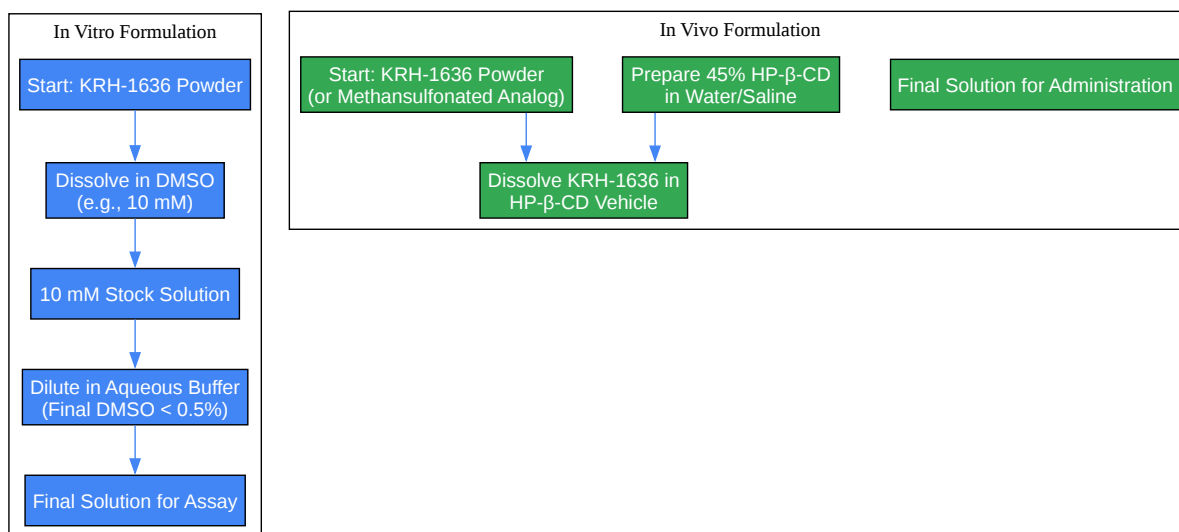 In Vitro Formulation
Start: KRH-1636 Powder
Dissolve in DMSO
(e.g., 10 mM)
10 mM Stock Solution
Dilute in Aqueous Buffer
(Final DMSO < 0.5%)
Final Solution for Assay
In Vivo Formulation
Start: KRH-1636 Powder
(or Methansulfonated Analog)
Prepare 45% HP-β-CD
in Water/Saline
Final Solution for Administration
Dissolve KRH-1636 in
HP-β-CD Vehicle